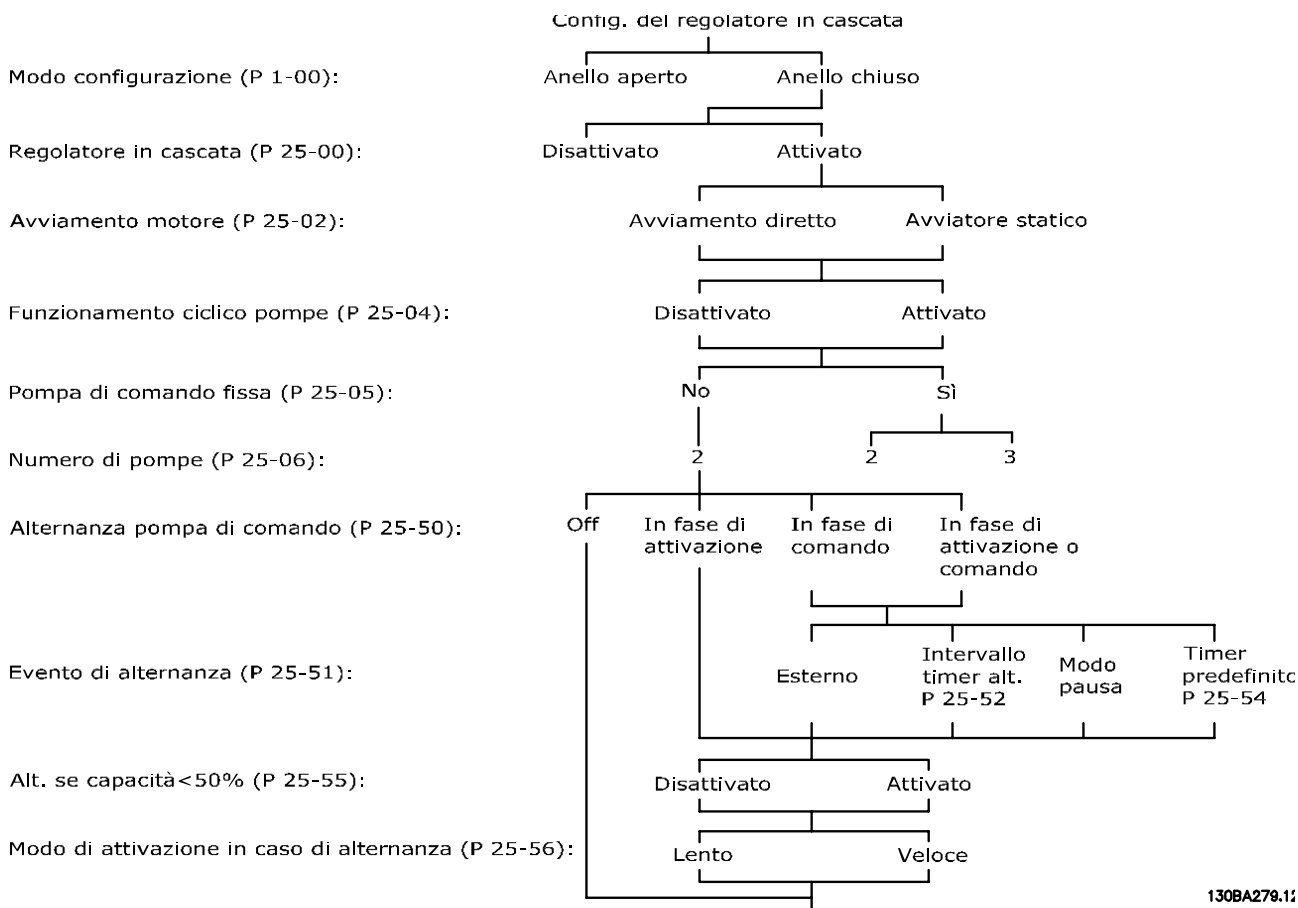 Config. del regolatore in cascata
Modo configurazione (P 1-00):
Anello aperto
Anello chiuso
Regolatore in cascata (P 25-00):
Disattivato
Attivato
Avviamento motore (P 25-02):
Avviamento diretto
Avviatore statico
Funzionamento ciclico pompe (P 25-04):
Disattivato
Attivato
Pompa di comando fissa (P 25-05):
No
Sì
Numero di pompe (P 25-06):
2
2
3
Alternanza pompa di comando (P 25-50):
Off
In fase di
attivazione
In fase di
comando
In fase di
attivazione o
comando
Evento di alternanza (P 25-51):
Esterno
Intervallo
timer alt.
P 25-52
Modo
pausa
Timer
predefinito
P 25-54
Alt. se capacità<50% (P 25-55):
Disattivato
Attivato
Modo di attivazione in caso di alternanza (P 25-56):
Lento
Veloce
130BA279.12